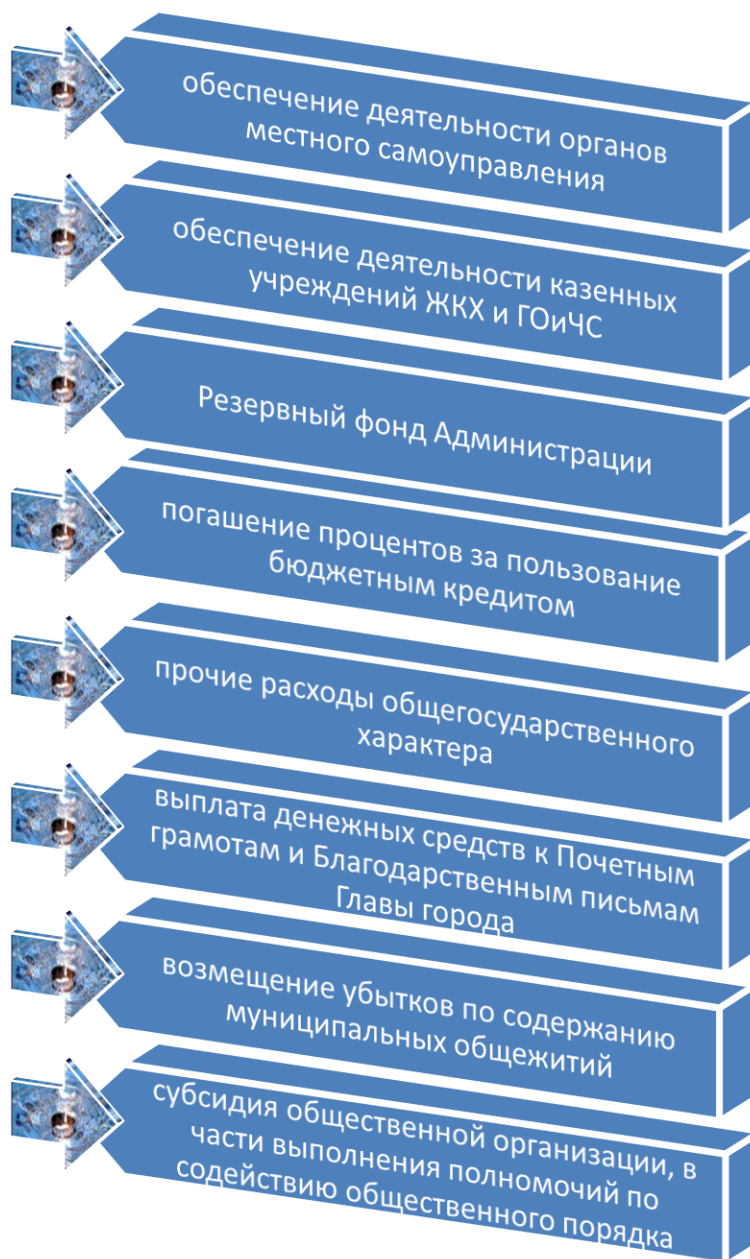 обеспечение деятельности органов
местного самоуправления
обеспечение деятельности казенных
учреждений ЖКХ и ГОиЧС
Резервный фонд Администрации
погашение процентов за пользование
бюджетным кредитом
прочие расходы общегосударственного
характера
выплата денежных средств к Почетным
грамотам и Благодарственным письмам
Главы города
возмещение убытков по содержанию
муниципальных общежитий
субсидия общественной организации, в
части выполнения полномочий по
содействию общественного порядка